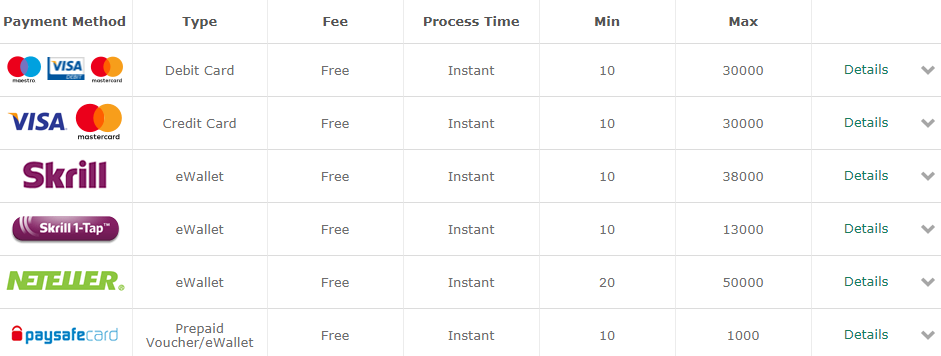 Payment Method Type Fee Process Time Min Max
maestro VISA DEBIT mastercard Debit Card Free Instant 10 30000 Details
VISA mastercard Credit Card Free Instant 10 30000 Details
Skrill eWallet Free Instant 10 38000 Details
Skrill 1-Tap™ eWallet Free Instant 10 13000 Details
NETELLER® eWallet Free Instant 20 50000 Details
paysafecard Prepaid Voucher/eWallet Free Instant 10 1000 Details